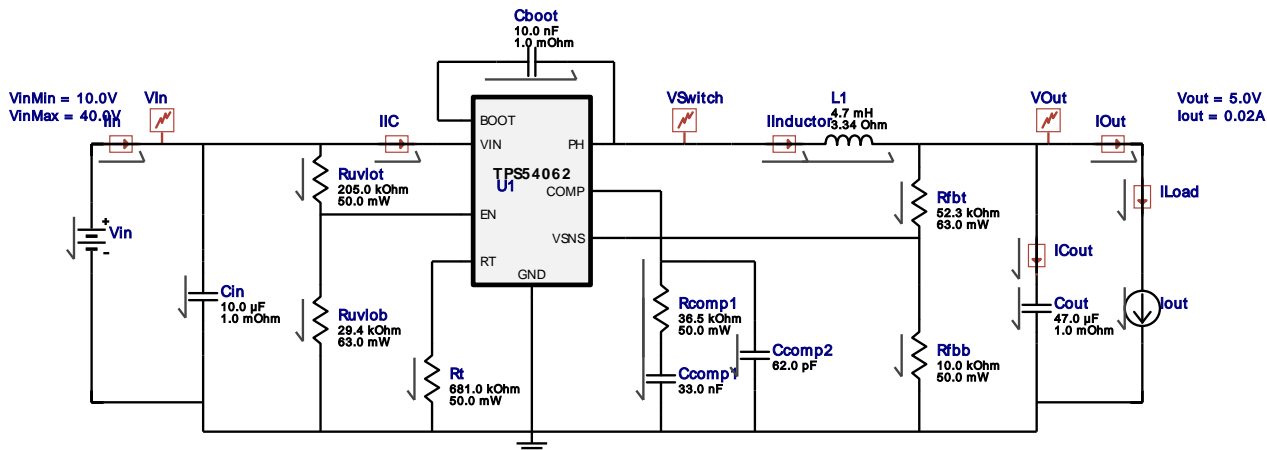 Cboot
10.0 nF
1.0 mOhm
VinMin = 10.0V
VinMax = 40.0V
Iin
VIn
IIC
BOOT
VIN
EN
RT
GND
PH
COMP
VSNS
TPS54062
U1
VSwitch
IInductor
L1
4.7 mH
3.34 Ohm
VOut
IOut
Vout = 5.0V
Iout = 0.02A
Ruvlot
205.0 kOhm
50.0 mW
Rfbt
52.3 kOhm
63.0 mW
ILoad
Vin
+
-
ICout
Cin
10.0 µF
1.0 mOhm
Ruvlob
29.4 kOhm
63.0 mW
Rcomp1
36.5 kOhm
50.0 mW
Cout
47.0 µF
1.0 mOhm
Iout
Rt
681.0 kOhm
50.0 mW
Ccomp1
33.0 nF
Ccomp2
62.0 pF
Rfbb
10.0 kOhm
50.0 mW